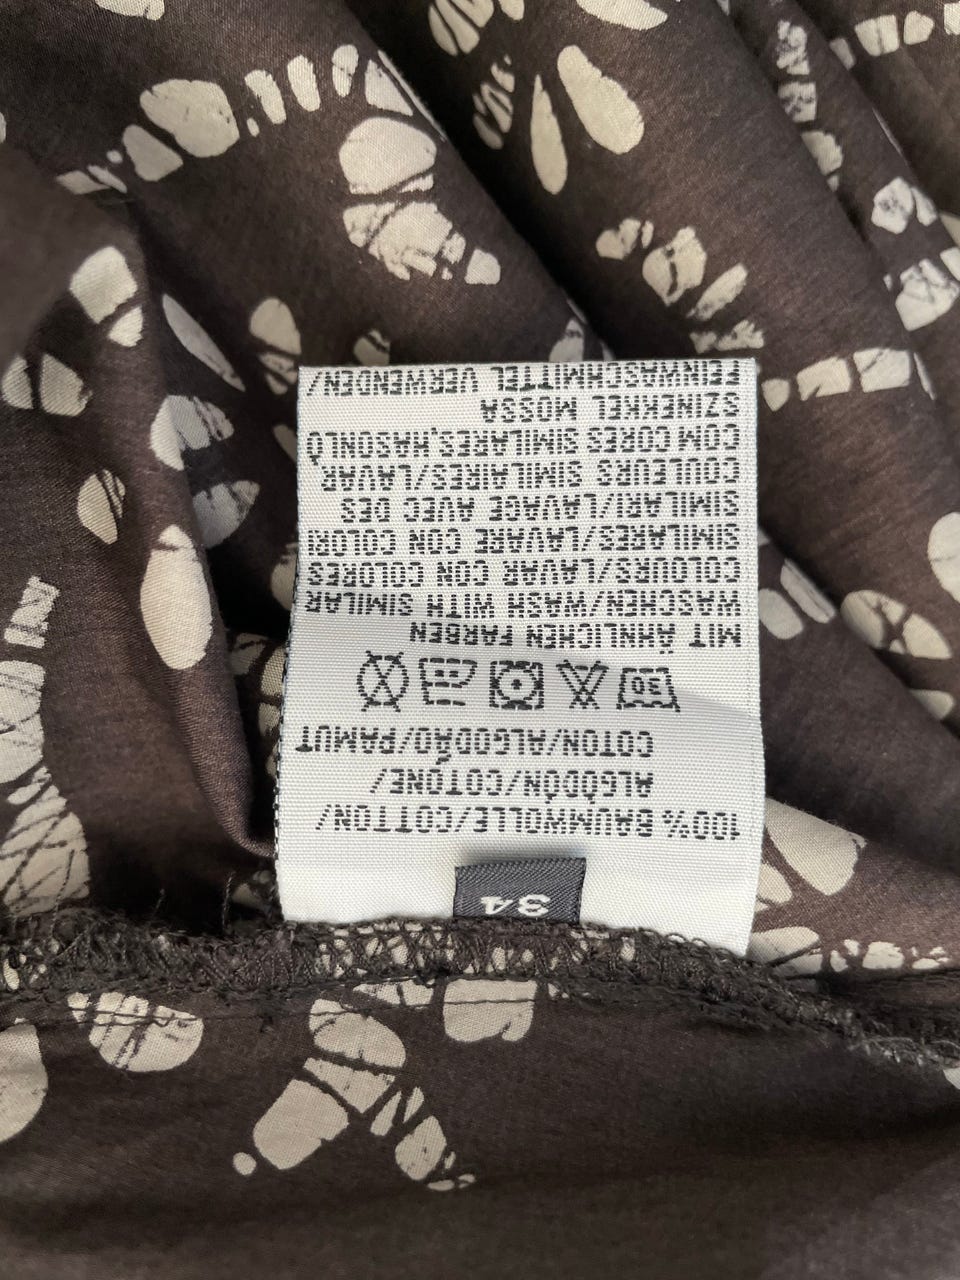 34
100% BAUMWOLLE/COTTON/
ALGODÓN/COTONE/
COTON/ALGODÃO/PAMUT
30
MIT ÄHNLICHEN FARBEN
WASCHEN/WASH WITH SIMILAR
COLOURS/LAVAR CON COLORES
SIMILARES/LAVARE CON COLORI
SIMILARI/LAVAGE AVEC DES
COULEURS SIMILAIRES/LAVAR
COM CORES SIMILARES,HASONLÓ
SZINEKKEL MOSSA
FEINWASCHMITTEL VERWENDEN/